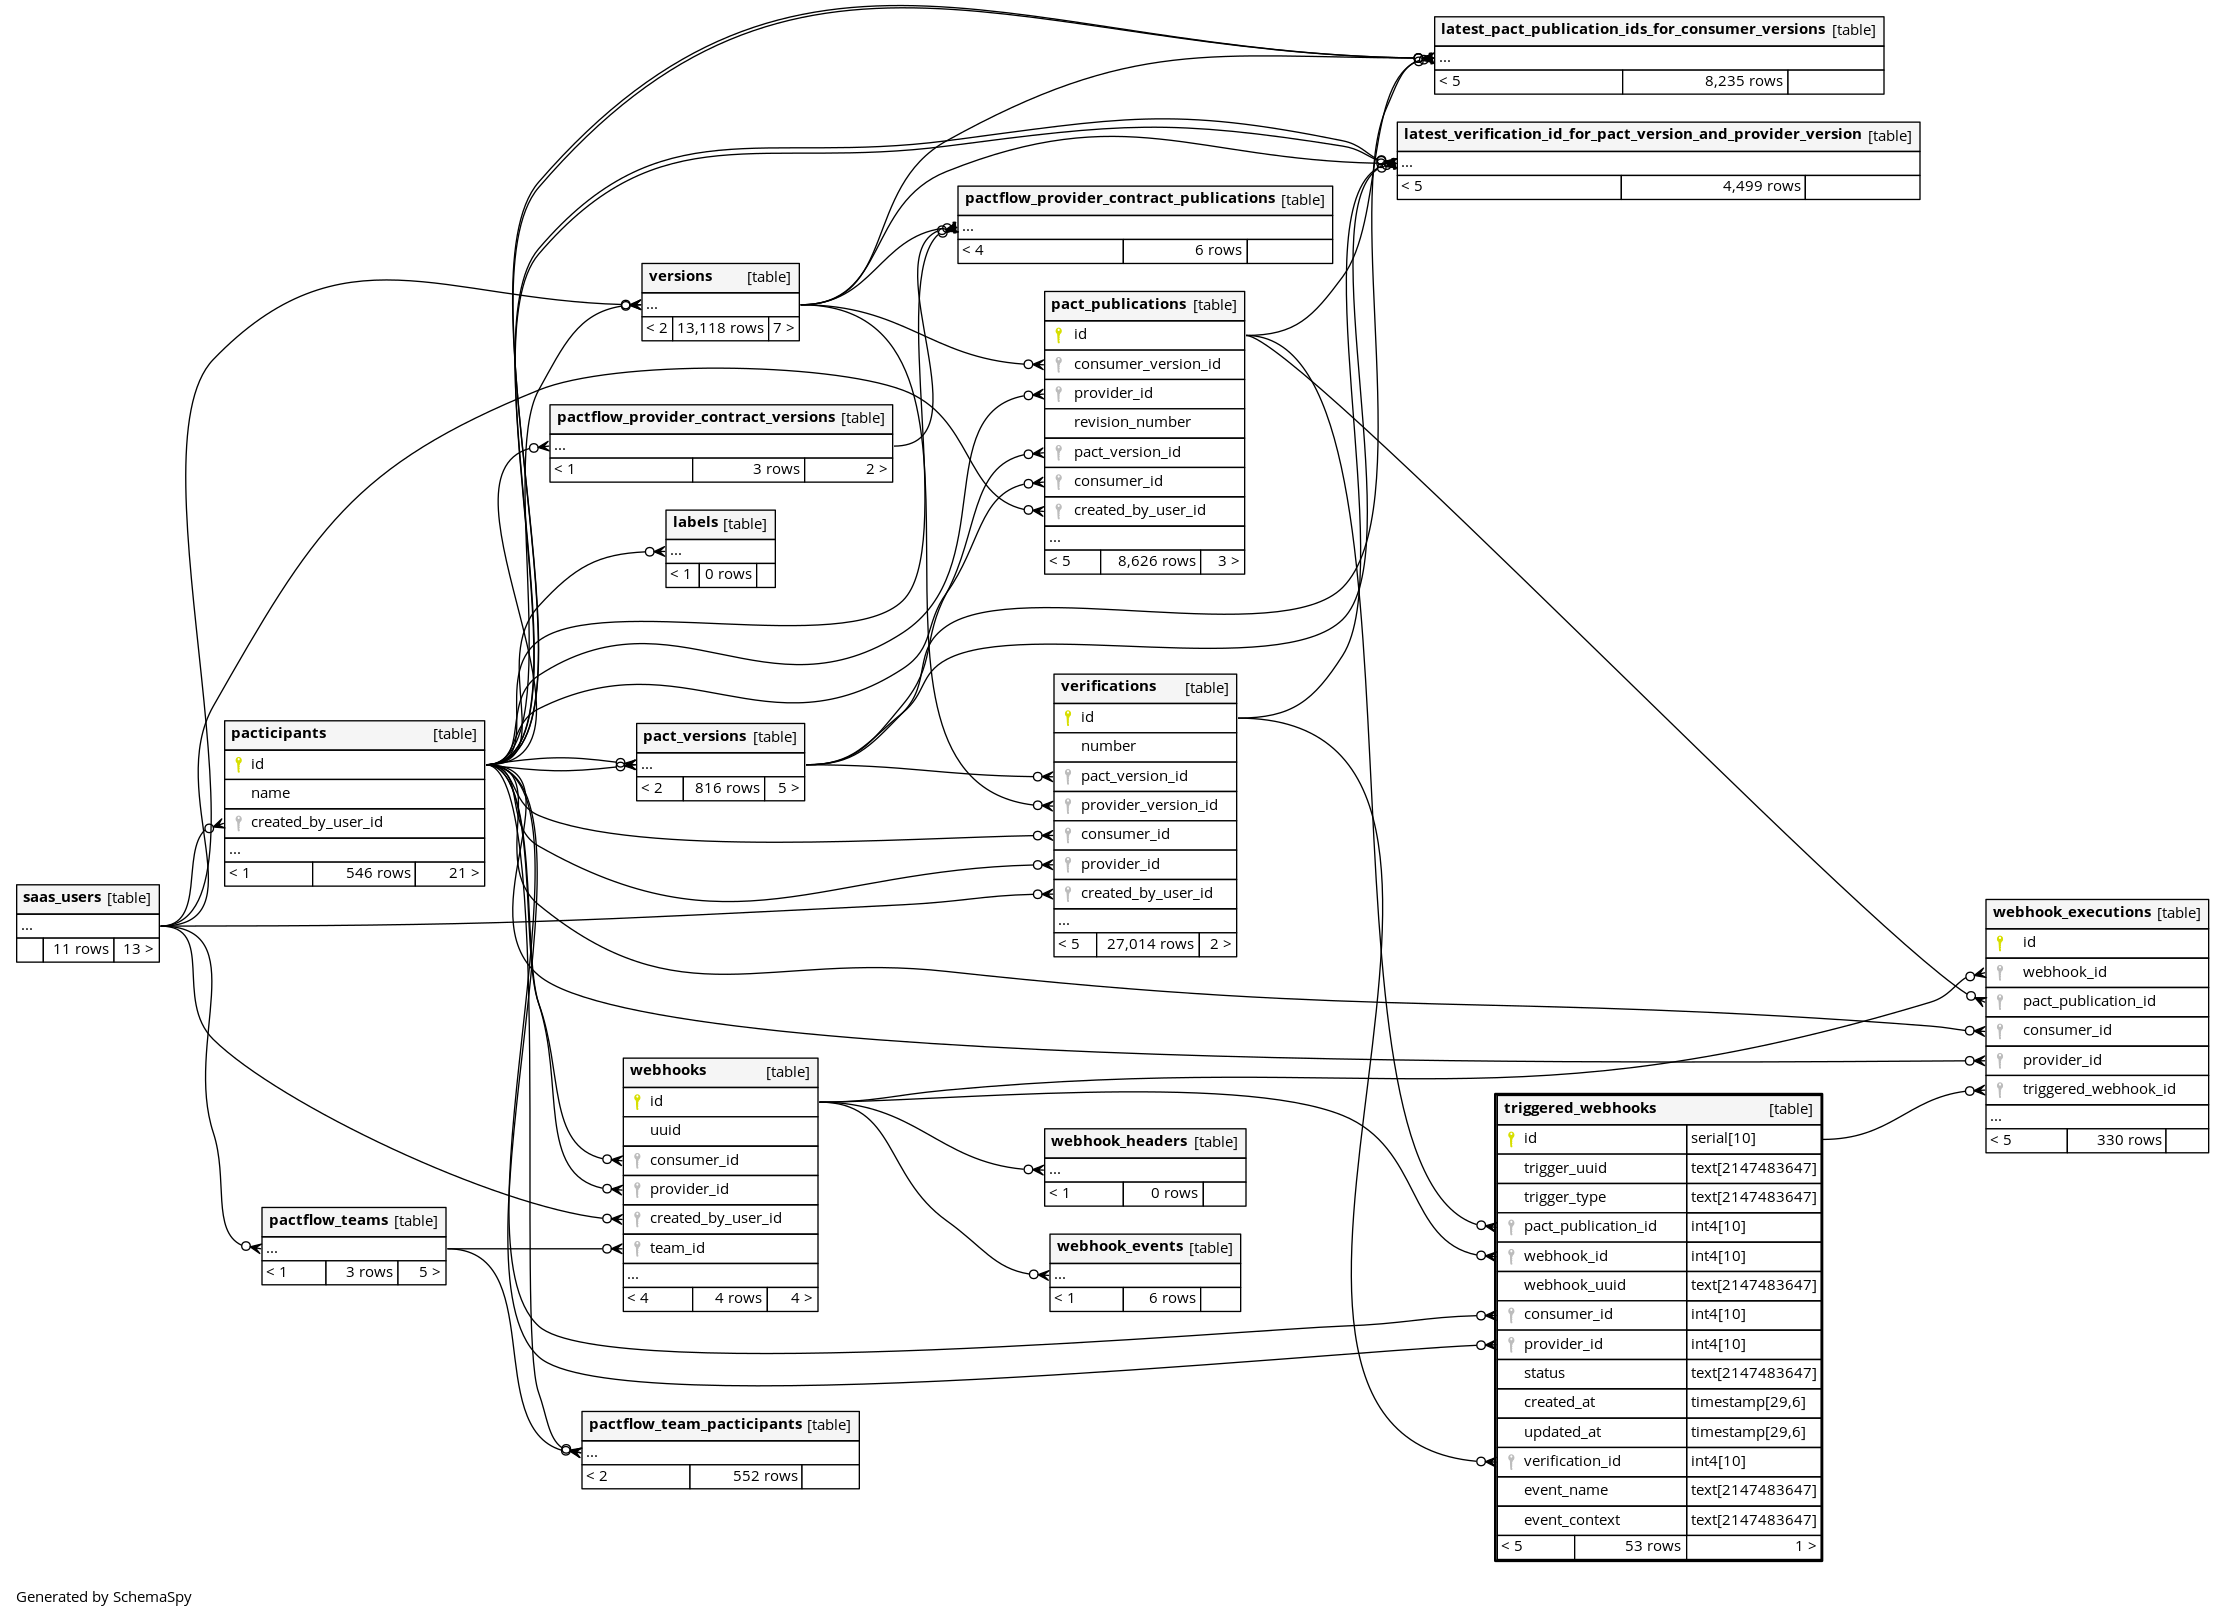 latest_pact_publication_ids_for_consumer_versions [table]
...
< 5 8,235 rows
latest_verification_id_for_pact_version_and_provider_version [table]
...
< 5 4,499 rows
pactflow_provider_contract_publications [table]
...
< 4 6 rows
versions [table]
...
< 2 13,118 rows 7 >
pact_publications [table]
id
consumer_version_id
provider_id
revision_number
pact_version_id
consumer_id
created_by_user_id
...
< 5 8,626 rows 3 >
pactflow_provider_contract_versions [table]
...
< 1 3 rows 2 >
labels [table]
...
< 1 0 rows
verifications [table]
id
number
pact_version_id
provider_version_id
consumer_id
provider_id
created_by_user_id
...
< 5 27,014 rows 2 >
pacticipants [table]
id
name
created_by_user_id
...
< 1 546 rows 21 >
pact_versions [table]
...
< 2 816 rows 5 >
saas_users [table]
...
11 rows 13 >
webhook_executions [table]
id
webhook_id
pact_publication_id
consumer_id
provider_id
triggered_webhook_id
...
< 5 330 rows
webhooks [table]
id
uuid
consumer_id
provider_id
created_by_user_id
team_id
...
< 4 4 rows 4 >
triggered_webhooks [table]
id serial[10]
trigger_uuid text[2147483647]
trigger_type text[2147483647]
pact_publication_id int4[10]
webhook_id int4[10]
webhook_uuid text[2147483647]
consumer_id int4[10]
provider_id int4[10]
status text[2147483647]
created_at timestamp[29,6]
updated_at timestamp[29,6]
verification_id int4[10]
event_name text[2147483647]
event_context text[2147483647]
< 5 53 rows 1 >
webhook_headers [table]
...
< 1 0 rows
pactflow_teams [table]
...
< 1 3 rows 5 >
webhook_events [table]
...
< 1 6 rows
pactflow_team_pacticipants [table]
...
< 2 552 rows
Generated by SchemaSpy